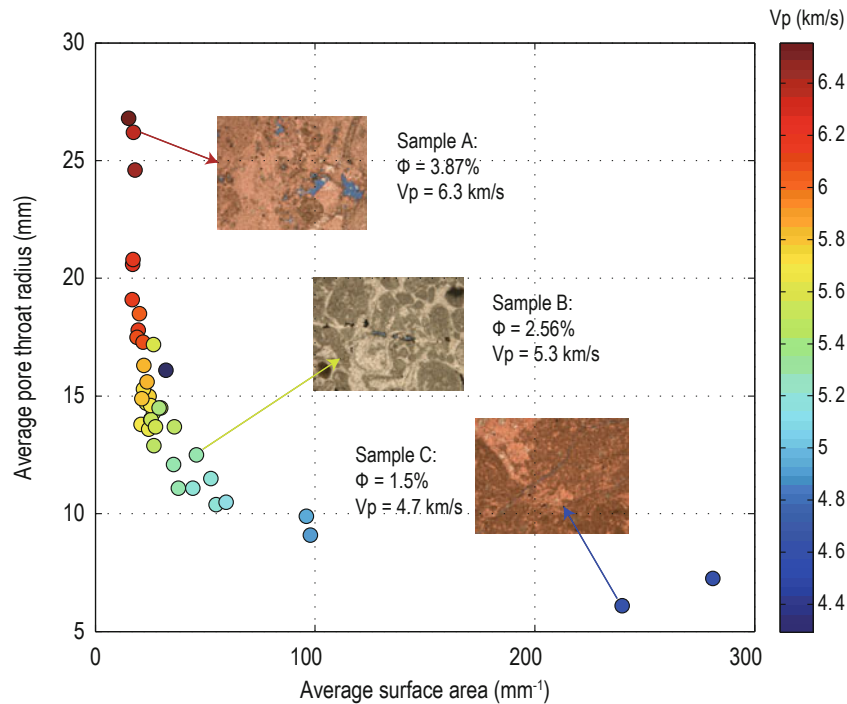 Vp (km/s)
30
25
20
15
10
5
Average pore throat radius (mm)
0
100
200
300
Average surface area (mm⁻¹)
Sample A:
Φ = 3.87%
Vp = 6.3 km/s
Sample B:
Φ = 2.56%
Vp = 5.3 km/s
Sample C:
Φ = 1.5%
Vp = 4.7 km/s
6.4
6.2
6
5.8
5.6
5.4
5.2
5
4.8
4.6
4.4